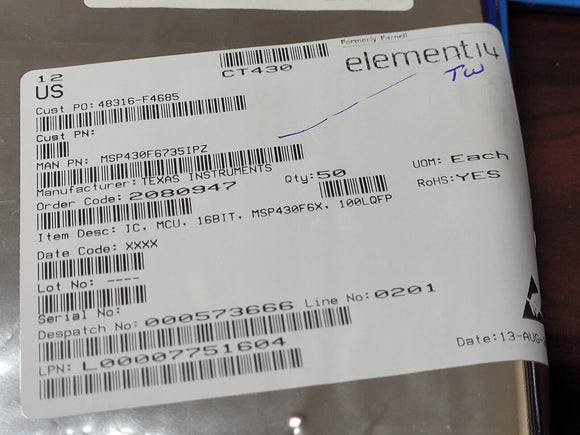 12
US
CT430
Formerly Farnell
element14
TW
Cust PO: 48316-F4685
Cust PN:
MAN PN: MSP430F6735IPZ
Manufacturer: TEXAS INSTRUMENTS
Order Code: 2080947 Qty: 50 UOM: Each
RoHS: YES
Item Desc: IC, MCU, 16BIT, MSP430F6X, 100LQFP
Date Code: XXXX
Lot No: ----
Serial No:
Despatch No: 000573666 Line No: 0201
LPN: L00007751604
Date: 13-AUG-